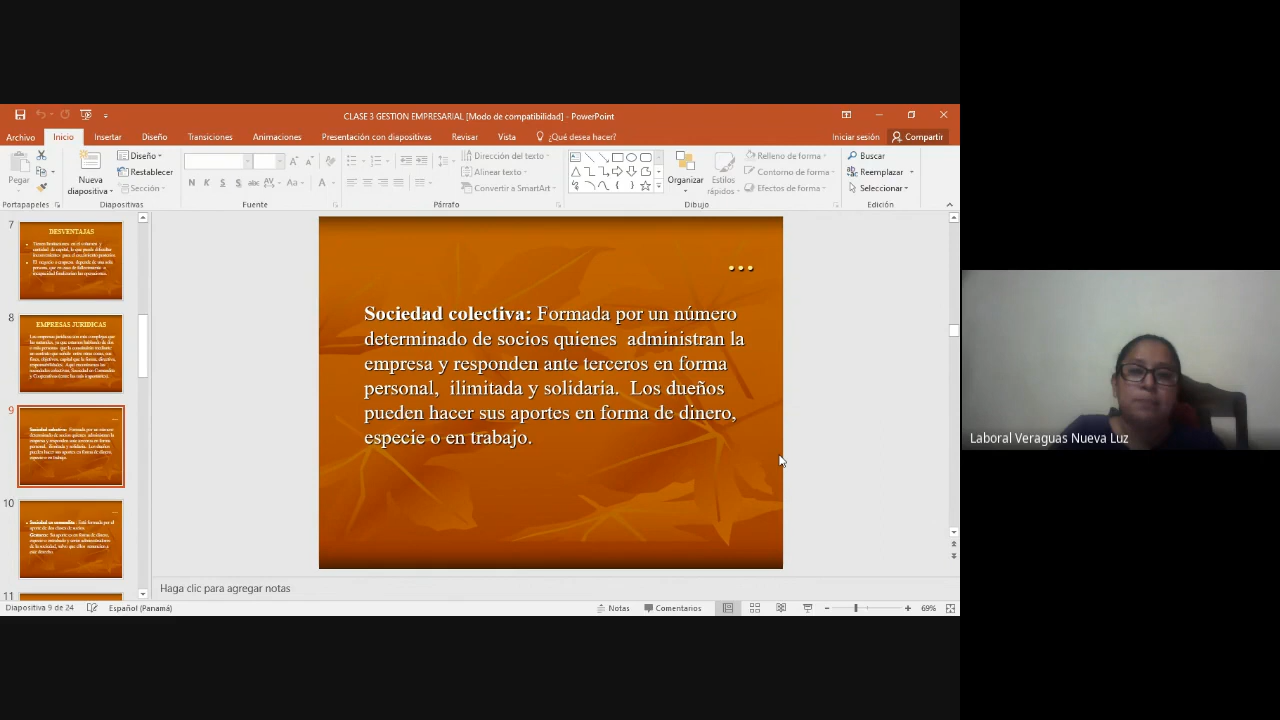 CLASE 3 GESTION EMPRESARIAL [Modo de compatibilidad] - PowerPoint
Archivo Inicio Insertar Diseño Transiciones Animaciones Presentación con diapositivas Revisar Vista ¿Qué desea hacer? Iniciar sesión Compartir
Pegar
Nueva
diapositiva
Diseño
Restablecer
Sección
N K S S abc AV Aa A
Dirección del texto
Alinear texto
Convertir a SmartArt
Organizar
Estilos
rápidos
Relleno de forma
Contorno de forma
Efectos de forma
Buscar
Reemplazar
Seleccionar
Portapapeles Diapositivas Fuente Párrafo Dibujo Edición
7
DESVENTAJAS
8
EMPRESAS JURIDICAS
9
10
11
...
Sociedad colectiva: Formada por un número
determinado de socios quienes administran la
empresa y responden ante terceros en forma
personal, ilimitada y solidaria. Los dueños
pueden hacer sus aportes en forma de dinero,
especie o en trabajo.
Haga clic para agregar notas
Diapositiva 9 de 24 Español (Panamá) Notas Comentarios 69%
Laboral Veraguas Nueva Luz